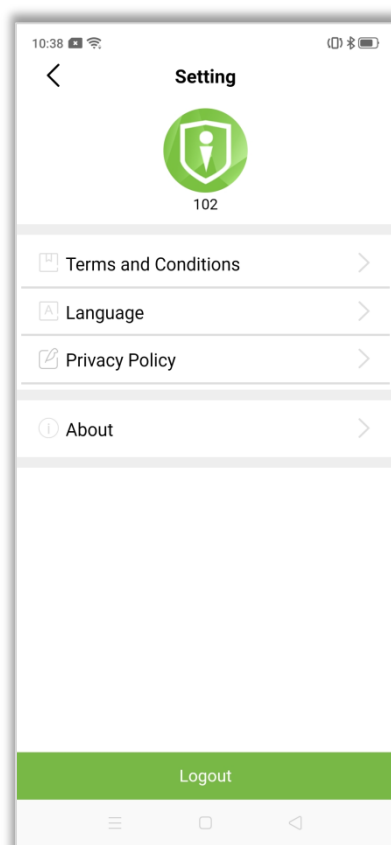 10:38
Setting
102
Terms and Conditions
A Language
Privacy Policy
About
Logout